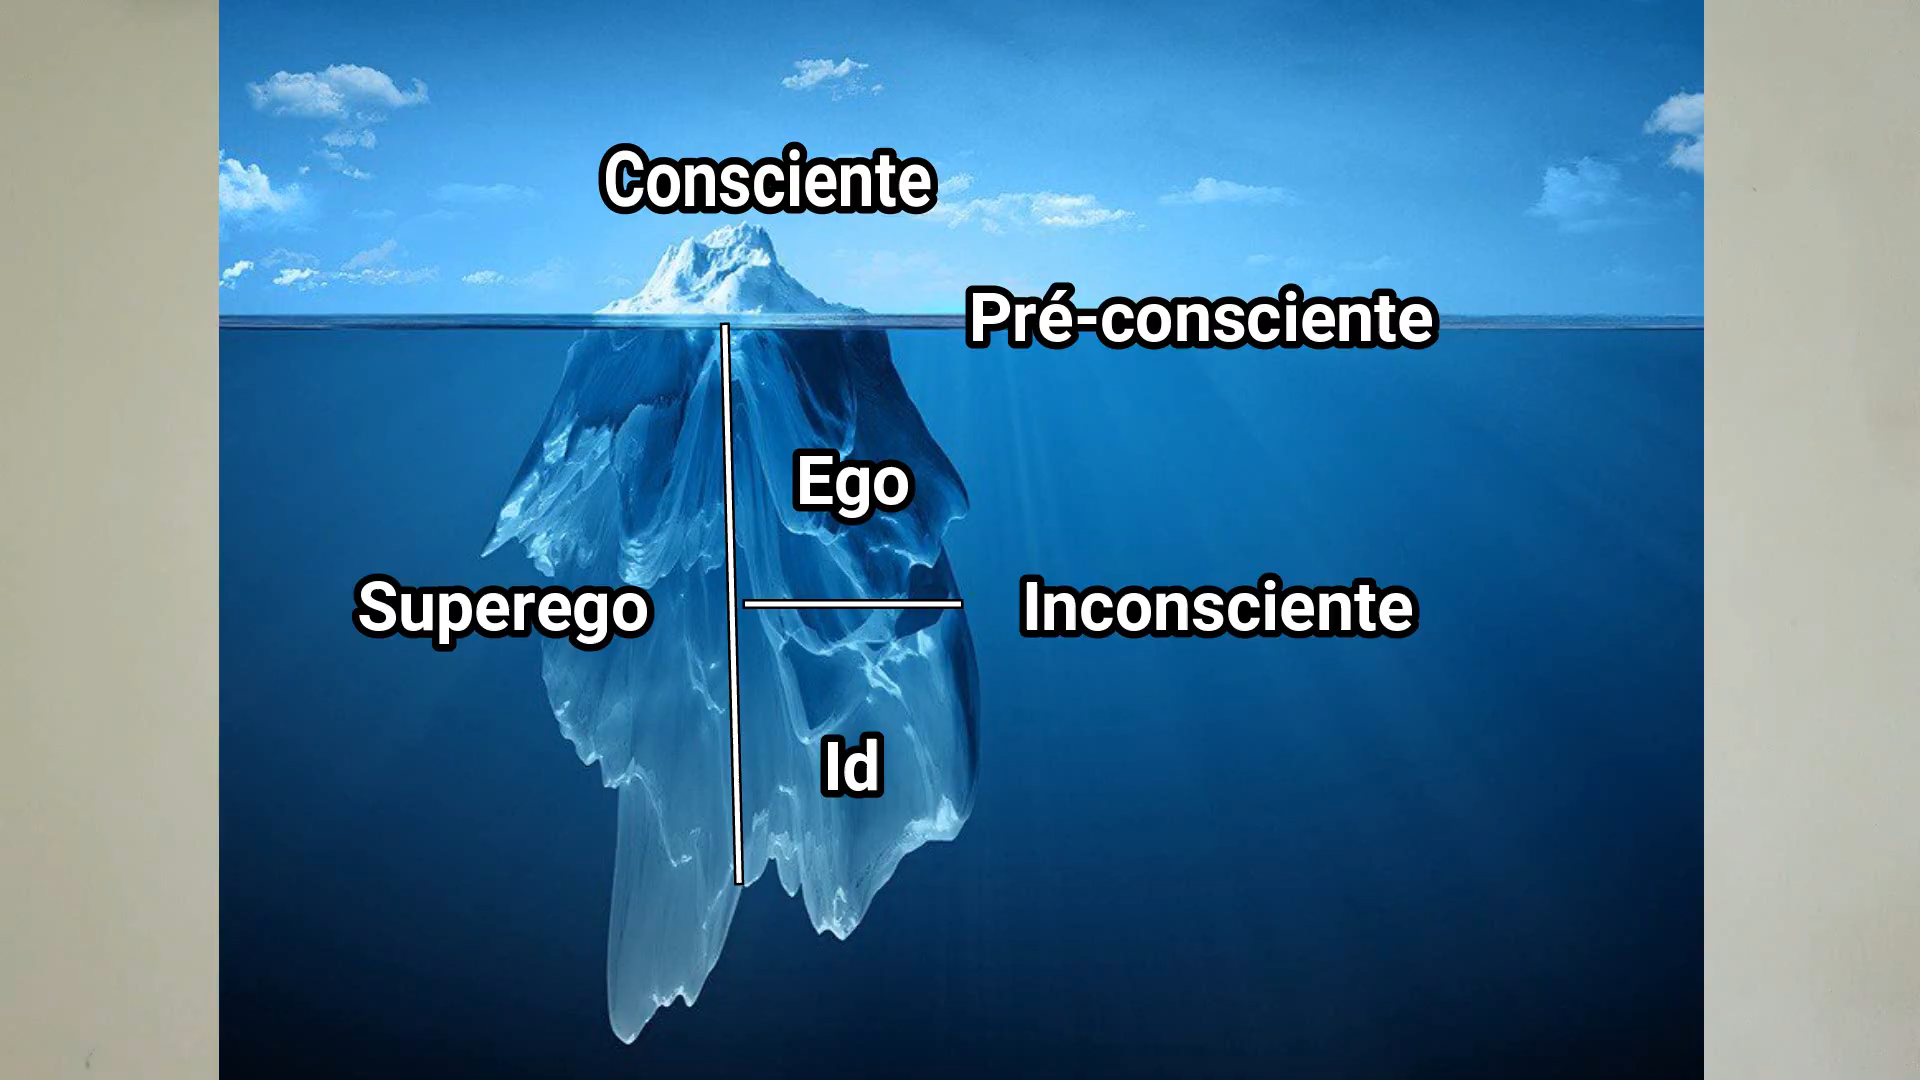 Consciente
Pré-consciente
Ego
Superego
Inconsciente
Id